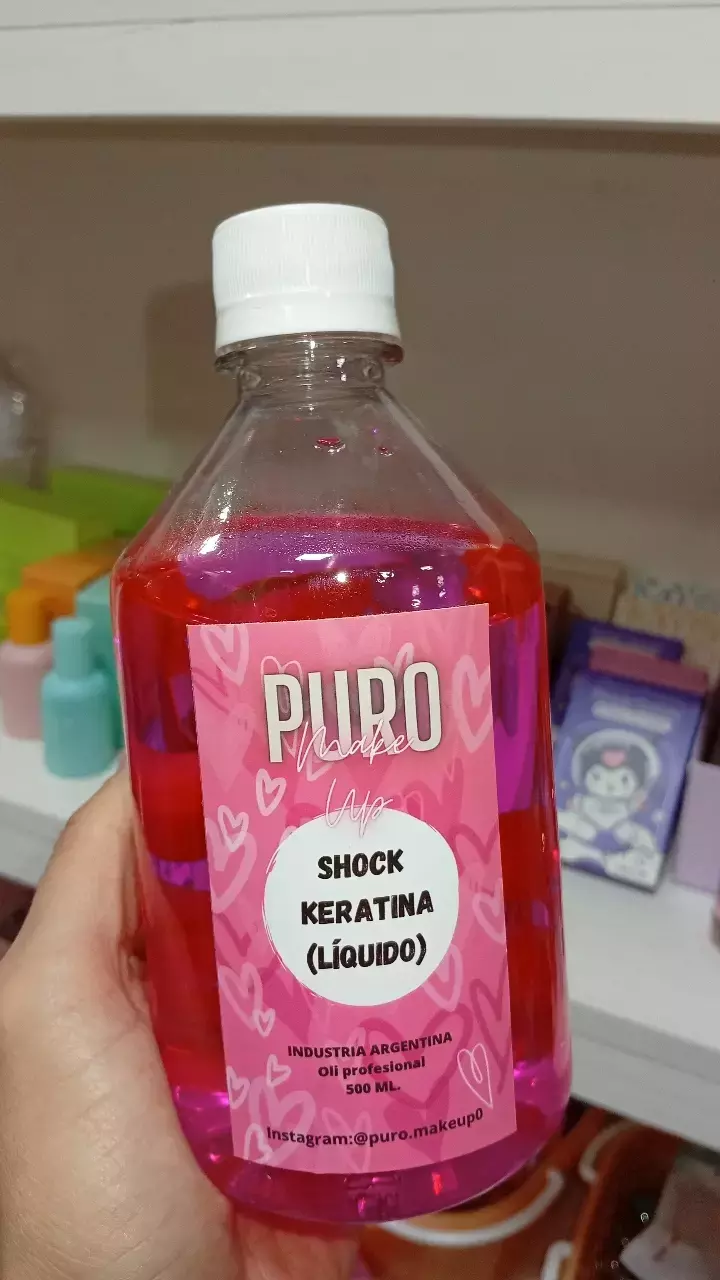 PURO
Make
Up
SHOCK
KERATINA
(LÍQUIDO)
INDUSTRIA ARGENTINA
Oli profesional
500 ML.
Instagram:@puro.makeup0